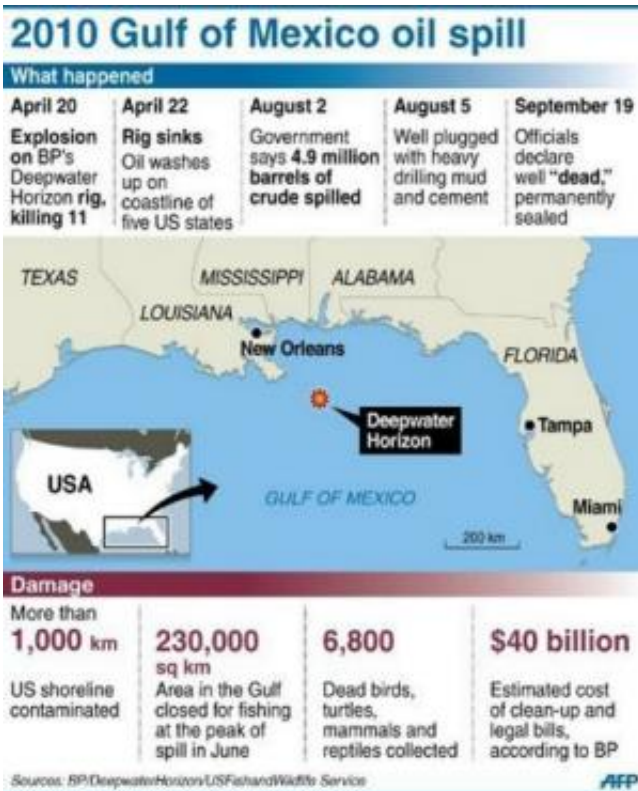 2010 Gulf of Mexico oil spill
What happened
April 20
Explosion
on BP's
Deepwater
Horizon rig,
killing 11
April 22
Rig sinks
Oil washes
up on
coastline of
five US states
August 2
Government
says 4.9 million
barrels of
crude spilled
August 5
Well plugged
with heavy
drilling mud
and cement
September 19
Officials
declare
well "dead,"
permanently
sealed
TEXAS
MISSISSIPPI
ALABAMA
LOUISIANA
New Orleans
FLORIDA
Deepwater
Horizon
Tampa
USA
GULF OF MEXICO
Miami
200 km
Damage
More than
1,000 km
US shoreline
contaminated
230,000
sq km
Area in the Gulf
closed for fishing
at the peak of
spill in June
6,800
Dead birds,
turtles,
mammals and
reptiles collected
$40 billion
Estimated cost
of clean-up and
legal bills,
according to BP
Sources: BP/DeepwaterHorizon/USFishandWildlife Service
AFP